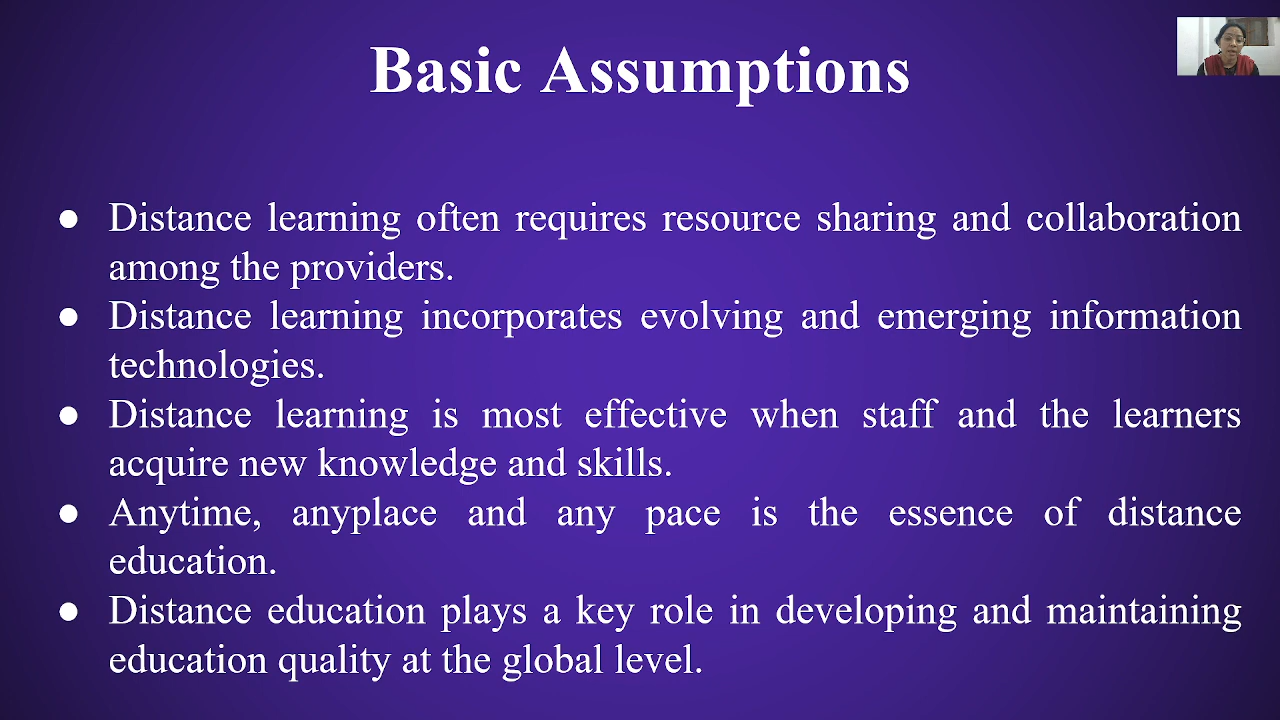 Basic Assumptions
● Distance learning often requires resource sharing and collaboration
among the providers.
● Distance learning incorporates evolving and emerging information
technologies.
● Distance learning is most effective when staff and the learners
acquire new knowledge and skills.
● Anytime, anyplace and any pace is the essence of distance
education.
● Distance education plays a key role in developing and maintaining
education quality at the global level.